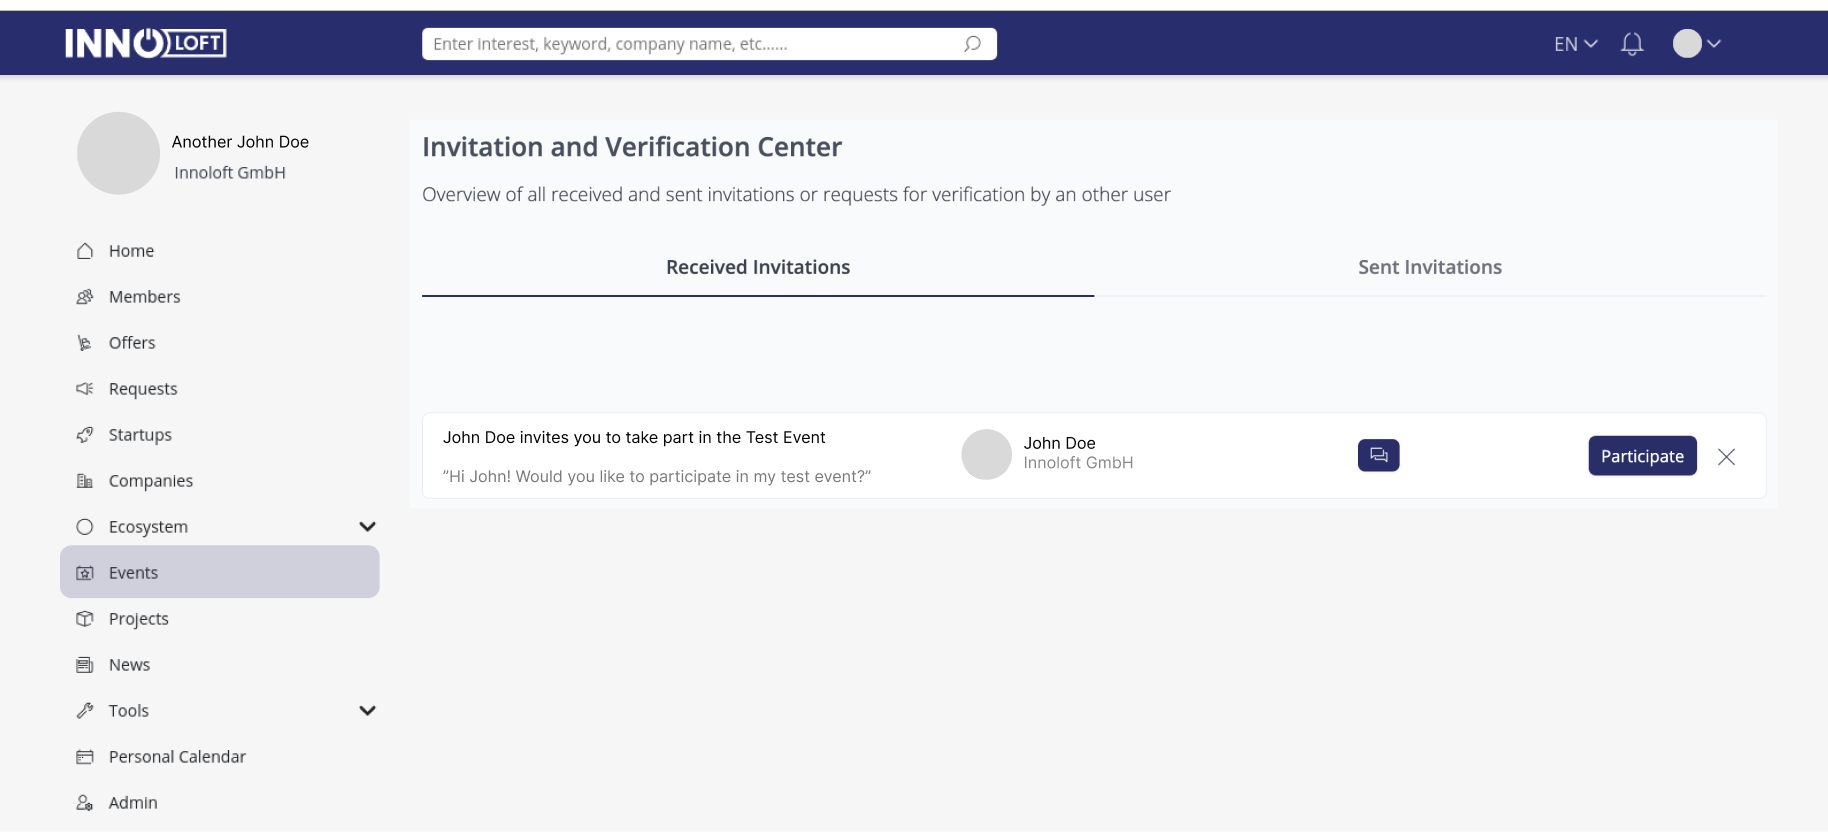 INNOLOFT
Enter interest, keyword, company name, etc......
EN
Another John Doe
Innoloft GmbH
Home
Members
Offers
Requests
Startups
Companies
Ecosystem
Events
Projects
News
Tools
Personal Calendar
Admin
Invitation and Verification Center
Overview of all received and sent invitations or requests for verification by an other user
Received Invitations
Sent Invitations
John Doe invites you to take part in the Test Event
”Hi John! Would you like to participate in my test event?”
John Doe
Innoloft GmbH
Participate